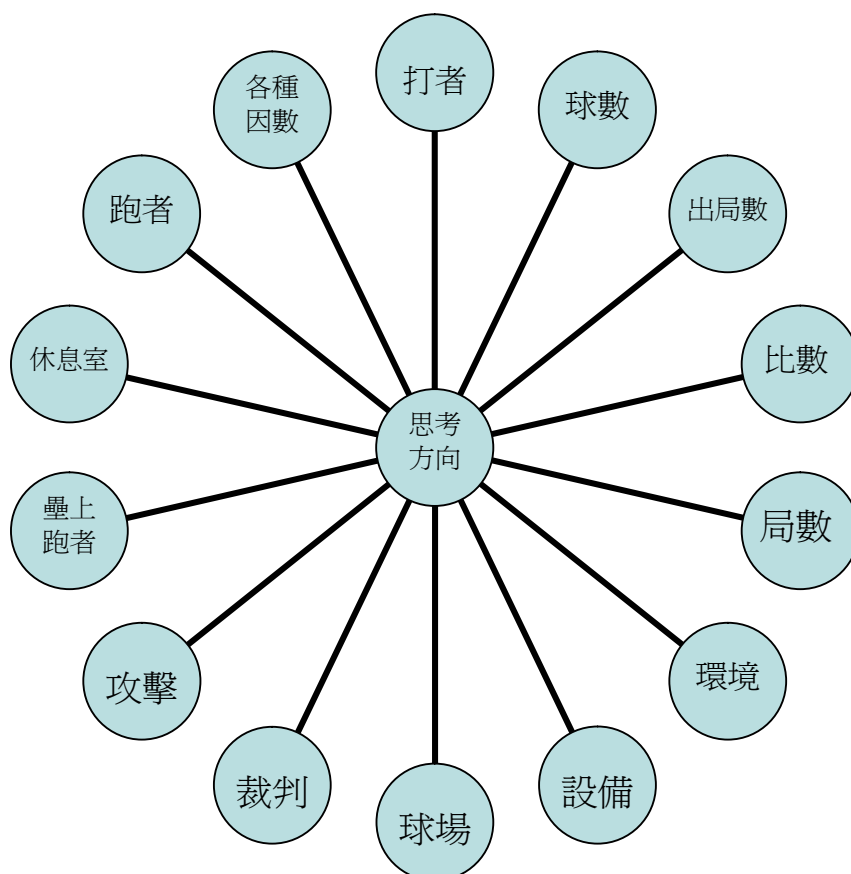 打者
球數
出局數
比數
局數
環境
設備
球場
裁判
攻擊
壘上
跑者
休息室
跑者
各種
因數
思考
方向